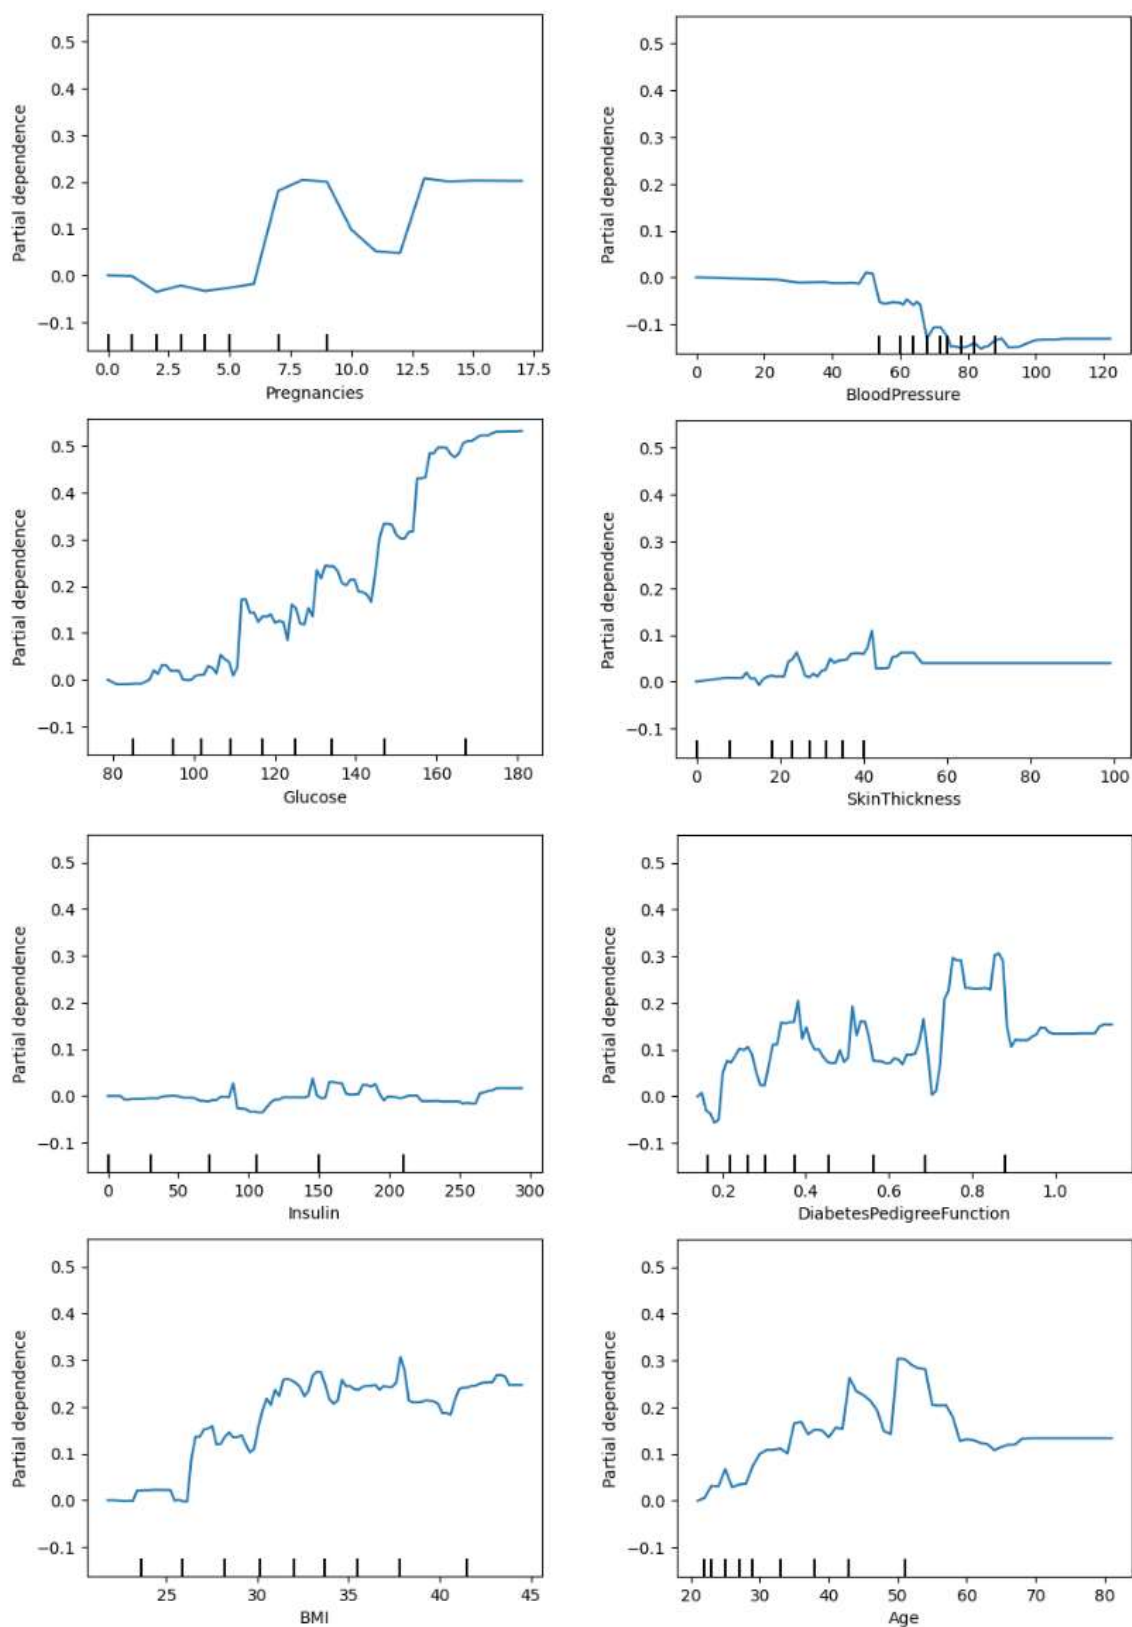 0.5
0.4
0.3
0.2
0.1
0.0
−0.1
Partial dependence
0.0 2.5 5.0 7.5 10.0 12.5 15.0 17.5
Pregnancies
0.5
0.4
0.3
0.2
0.1
0.0
−0.1
Partial dependence
0 20 40 60 80 100 120
BloodPressure
0.5
0.4
0.3
0.2
0.1
0.0
−0.1
Partial dependence
80 100 120 140 160 180
Glucose
0.5
0.4
0.3
0.2
0.1
0.0
−0.1
Partial dependence
0 20 40 60 80 100
SkinThickness
0.5
0.4
0.3
0.2
0.1
0.0
−0.1
Partial dependence
0 50 100 150 200 250 300
Insulin
0.5
0.4
0.3
0.2
0.1
0.0
−0.1
Partial dependence
0.2 0.4 0.6 0.8 1.0
DiabetesPedigreeFunction
0.5
0.4
0.3
0.2
0.1
0.0
−0.1
Partial dependence
25 30 35 40 45
BMI
0.5
0.4
0.3
0.2
0.1
0.0
−0.1
Partial dependence
20 30 40 50 60 70 80
Age